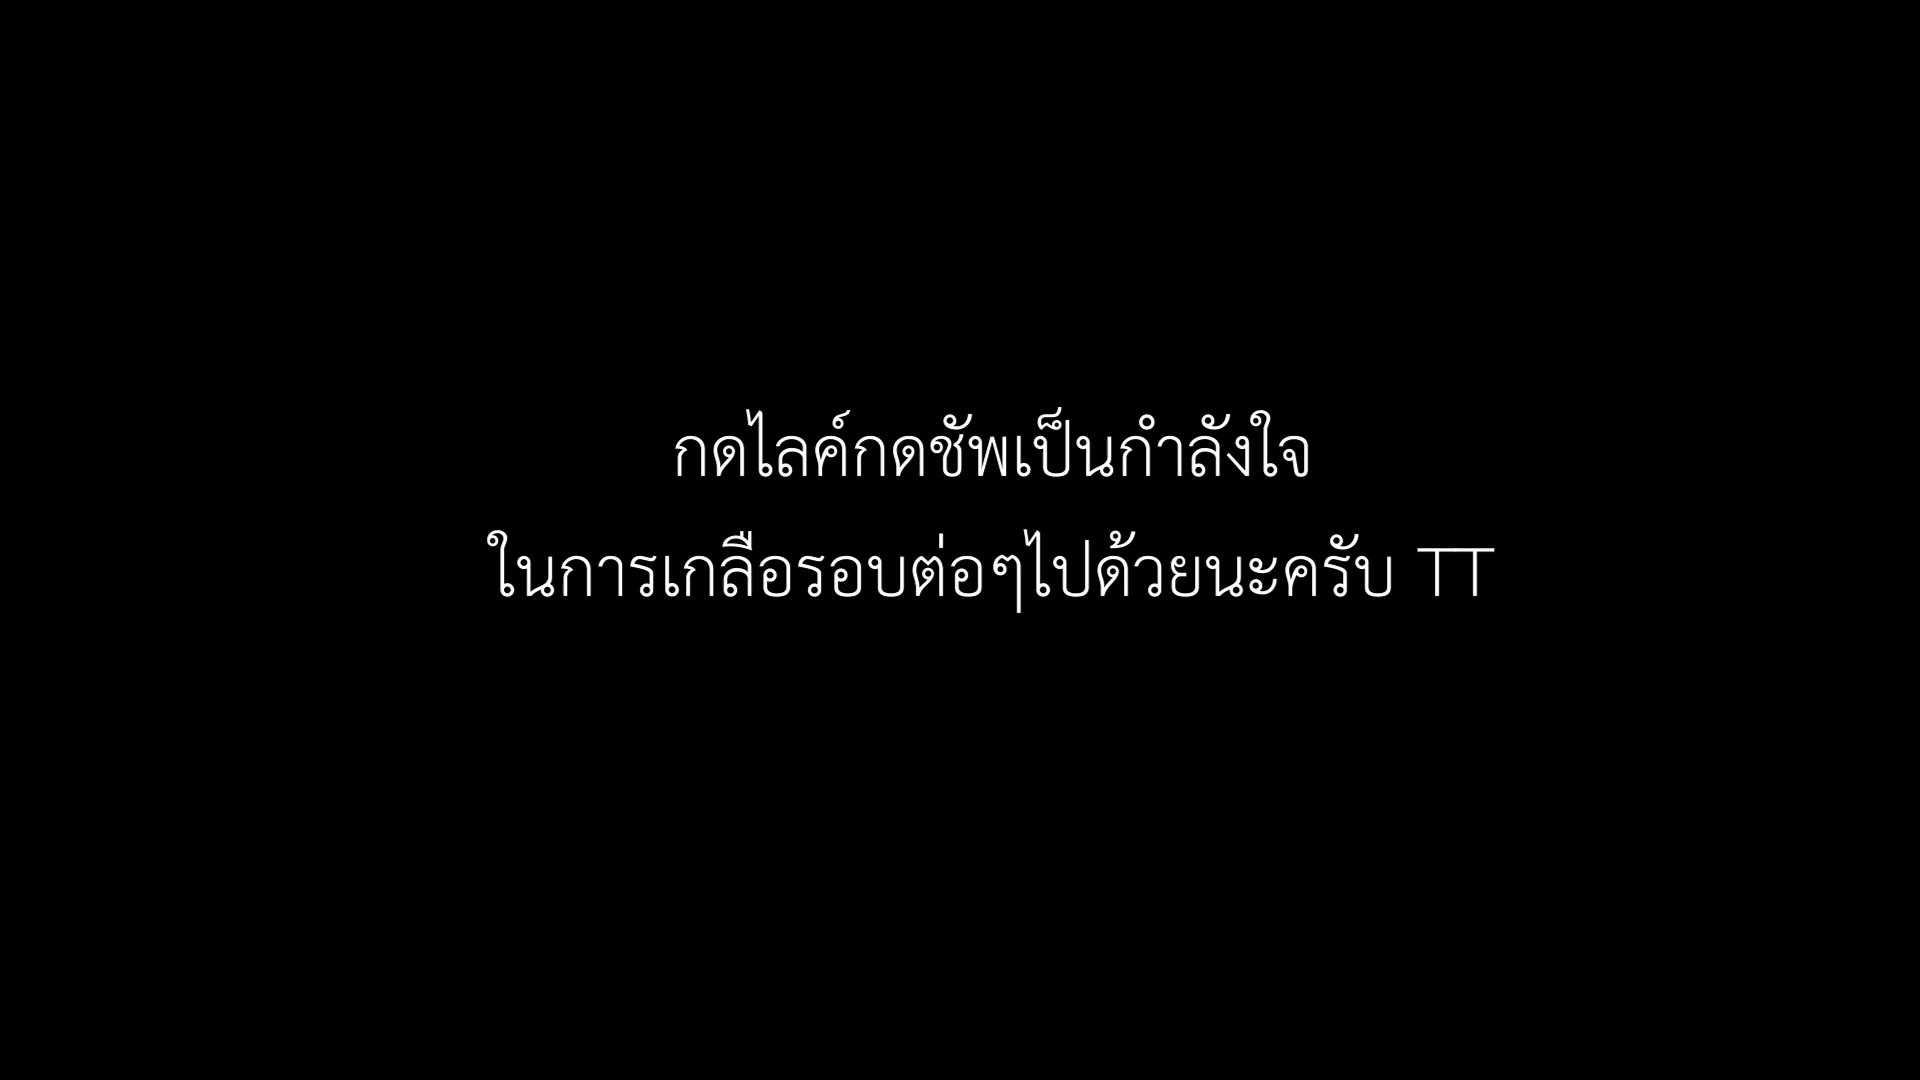 กดไลค์กดซัพเป็นกำลังใจ
ในการเกลือรอบต่อๆไปด้วยนะครับ TT